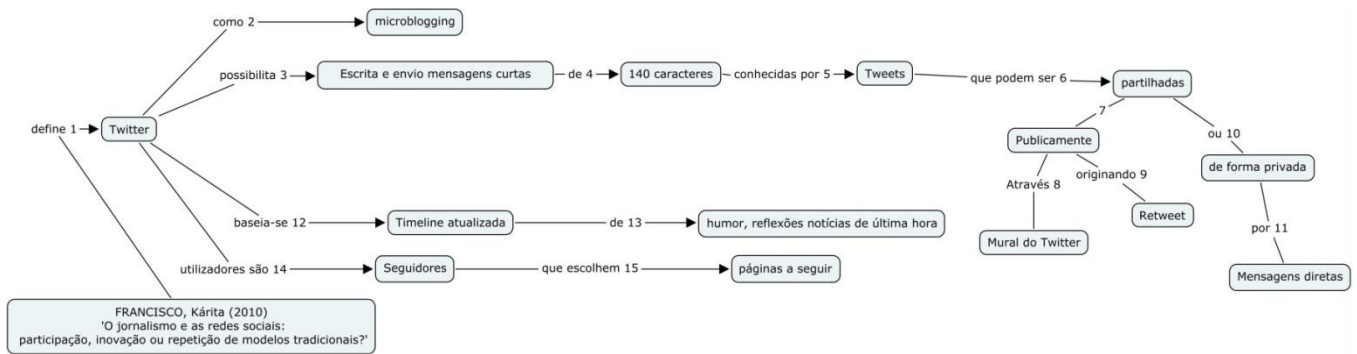 como 2
microblogging
possibilita 3
Escrita e envio mensagens curtas
de 4
140 caracteres
conhecidas por 5
Tweets
que podem ser 6
partilhadas
define 1
Twitter
7
Publicamente
ou 10
de forma privada
Através 8
originando 9
Retweet
Mural do Twitter
por 11
Mensagens diretas
baseia-se 12
Timeline atualizada
de 13
humor, reflexões notícias de última hora
utilizadores são 14
Seguidores
que escolhem 15
páginas a seguir
FRANCISCO, Kárita (2010)
'O jornalismo e as redes sociais:
participação, inovação ou repetição de modelos tradicionais?'